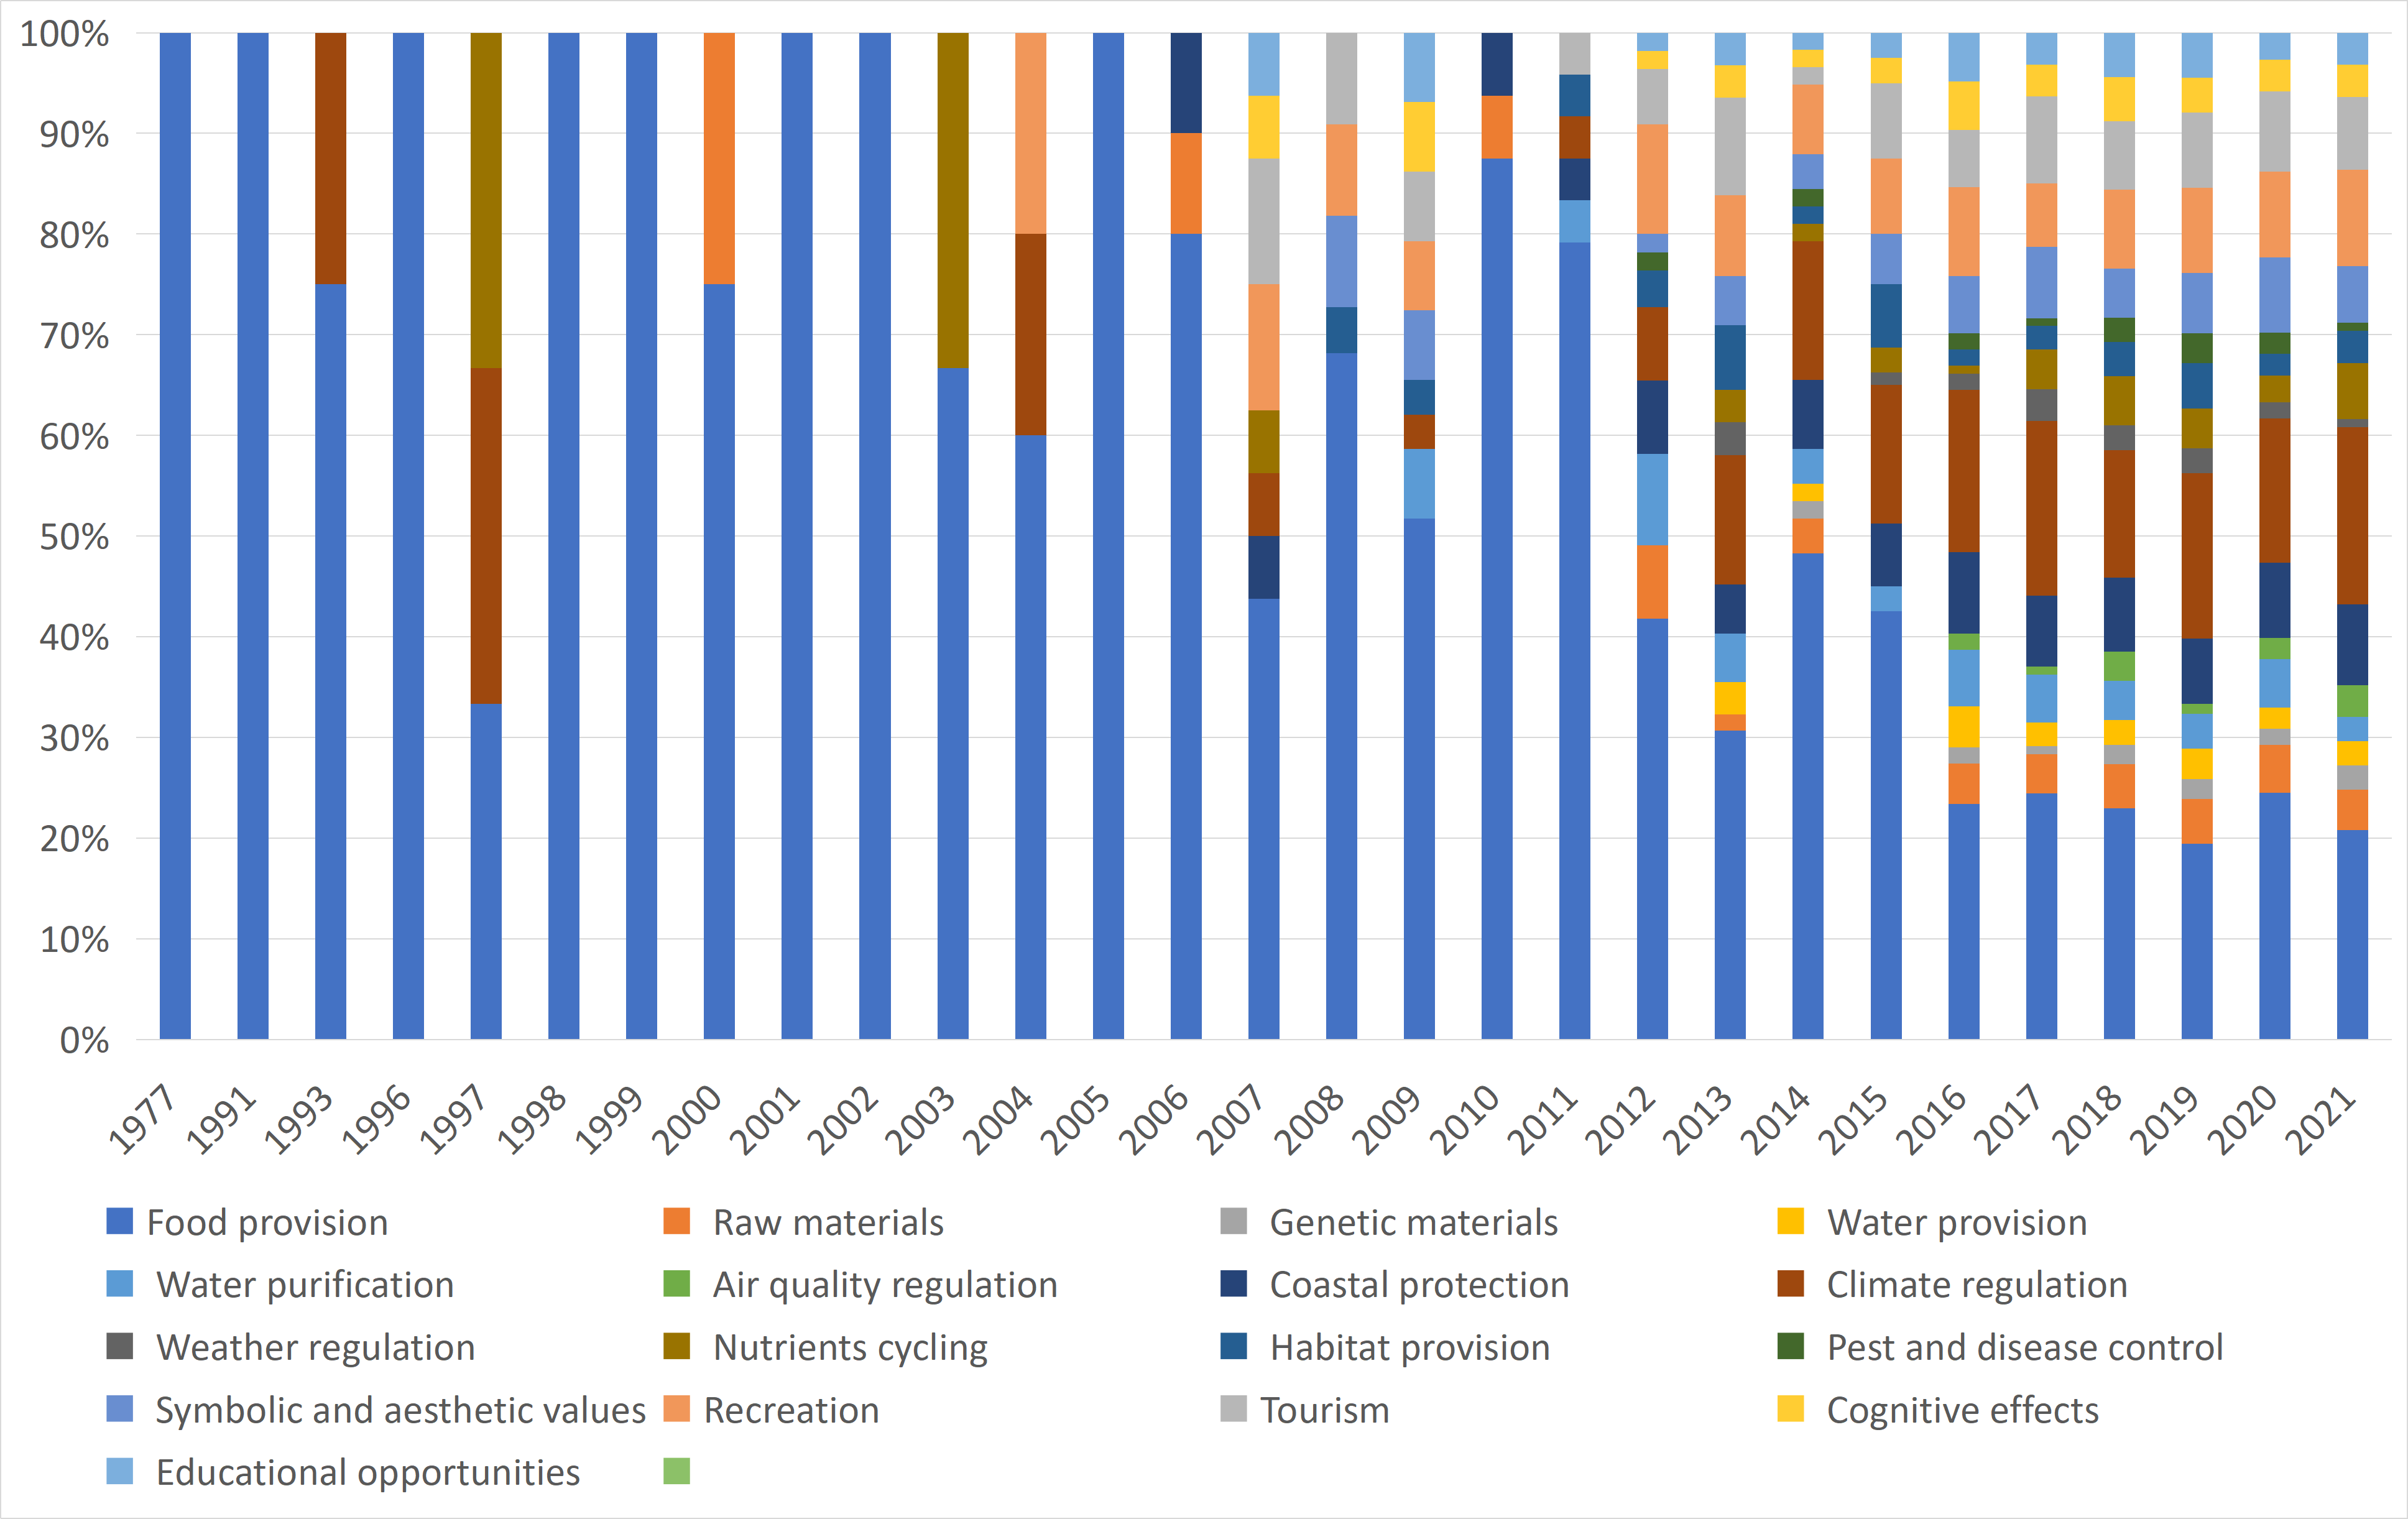 100%
90%
80%
70%
60%
50%
40%
30%
20%
10%
0%
1977 1991 1993 1996 1997 1998 1999 2000 2001 2002 2003 2004 2005 2006 2007 2008 2009 2010 2011 2012 2013 2014 2015 2016 2017 2018 2019 2020 2021
Food provision Raw materials Genetic materials Water provision
Water purification Air quality regulation Coastal protection Climate regulation
Weather regulation Nutrients cycling Habitat provision Pest and disease control
Symbolic and aesthetic values Recreation Tourism Cognitive effects
Educational opportunities